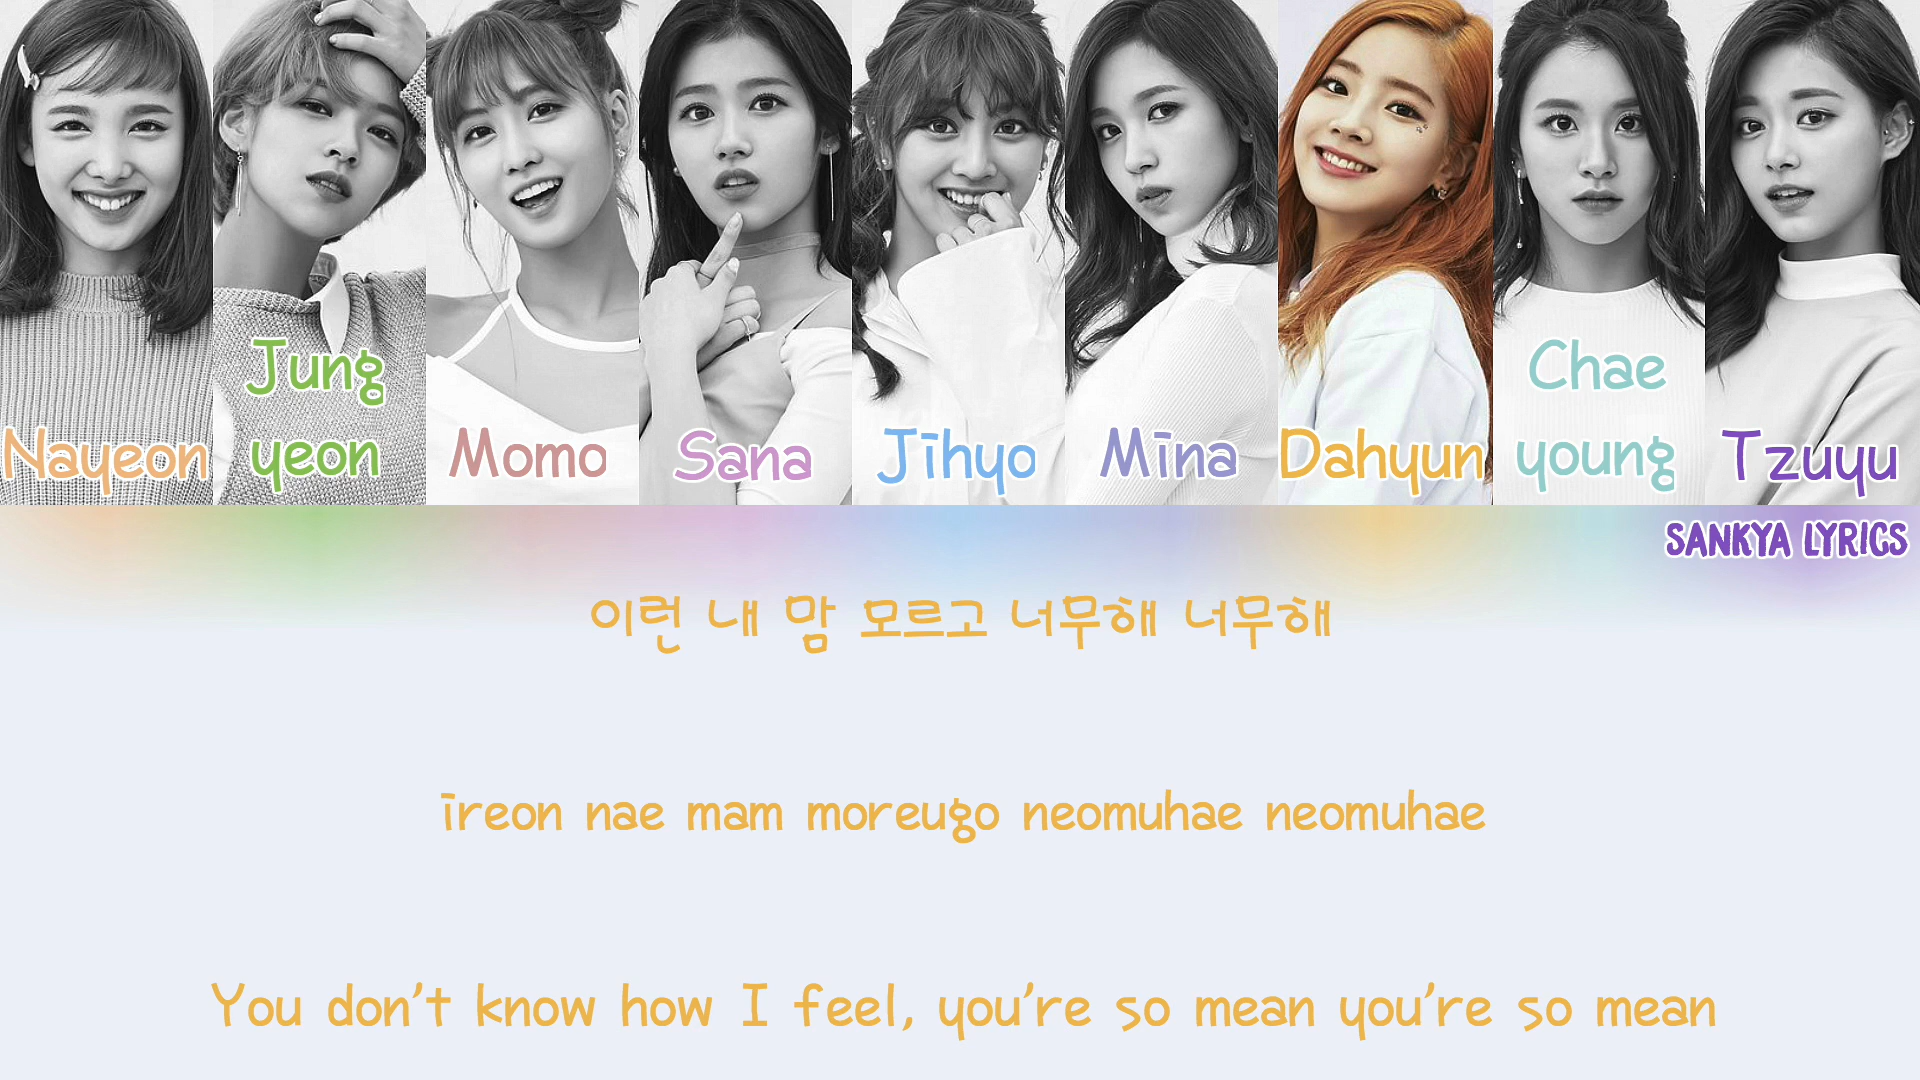 Nayeon
Jung
yeon
Momo
Sana
Jihyo
Mina
Dahyun
Chae
young
Tzuyu
SANKYA LYRICS
이런 내 맘 모르고 너무해 너무해
ireon nae mam moreugo neomuhae neomuhae
You don't know how I feel, you're so mean you're so mean